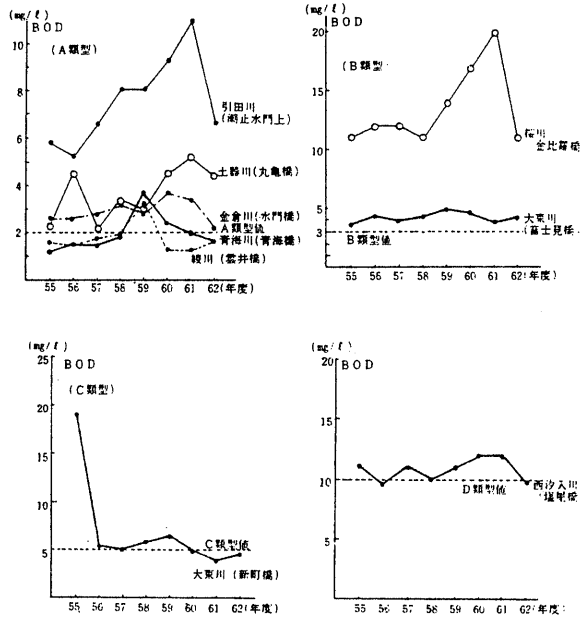 (mg/ℓ)
BOD
(A類型)
10
8
6
4
2
引田川
(潮止水門上)
土器川(丸亀橋)
金倉川(水門橋)
A類型値
青海川(青海橋)
綾川(雲井橋)
55 56 57 58 59 60 61 62(年度)
(mg/ℓ)
BOD
(B類型)
20
15
10
5
3
桜川
金比羅橋
大束川
(富士見橋)
B類型値
55 56 57 58 59 60 61 62(年度)
(mg/ℓ)
BOD
(C類型)
25
20
15
10
5
C類型値
大束川(新町橋)
55 56 57 58 59 60 61 62(年度)
(mg/ℓ)
BOD
20
15
10
5
D類型値
西汐入川
55 56 57 58 59 60 61 62(年度)